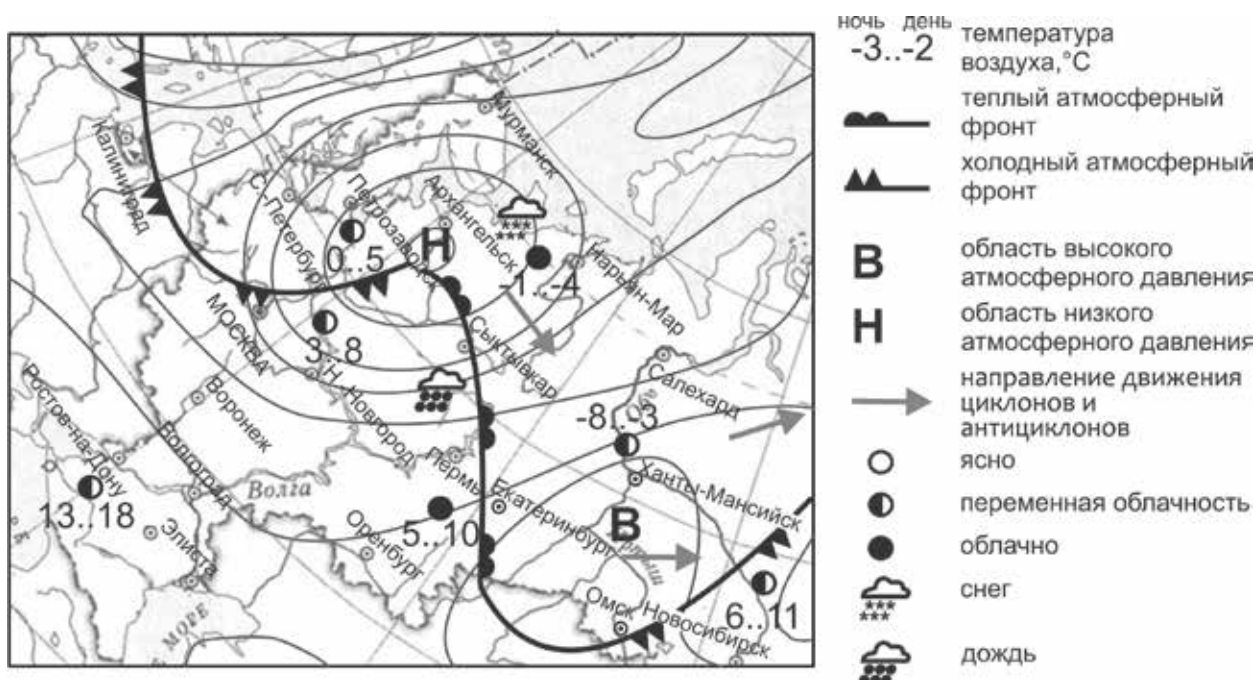 ночь день
-3..-2
температура
воздуха,°С
теплый атмосферный
фронт
холодный атмосферный
фронт
В
область высокого
атмосферного давления
Н
область низкого
атмосферного давления
направление движения
циклонов и
антициклонов
ясно
переменная облачность
облачно
снег
дождь
Мурманск
Калининград
С-Петербург
Петрозаводск
Архангельск
Н
0..5
-1..-4
Нарьян-Мар
МОСКВА
3..8
Сыктывкар
Салехард
Н.-Новгород
Обь
-8..-3
Ростов-на-Дону
Воронеж
Волгоград
Волга
Пермь
Екатеринбург
Ханты-Мансийск
13..18
Элиста
Оренбург
5..10
В
Иртыш
МОРЕ
Омск
Новосибирск
6..11